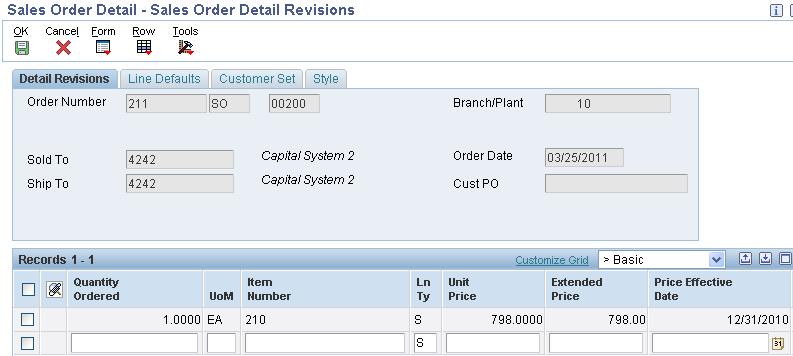 Sales Order Detail - Sales Order Detail Revisions
OK Cancel Form Row Tools
Detail Revisions Line Defaults Customer Set Style
Order Number 211 SO 00200 Branch/Plant 10
Sold To 4242 Capital System 2 Order Date 03/25/2011
Ship To 4242 Capital System 2 Cust PO
Records 1 - 1 Customize Grid > Basic
Quantity Ordered UoM Item Number Ln Ty Unit Price Extended Price Price Effective Date
1.0000 EA 210 S 798.0000 798.00 12/31/2010
S 31